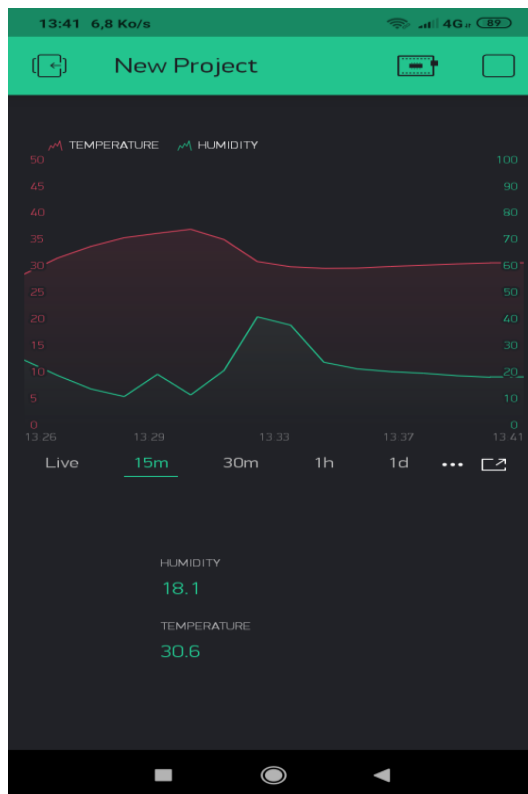 13:41 6,8 Ko/s 4G 89
New Project
TEMPERATURE HUMIDITY
50 100
45 90
40 80
35 70
30 60
25 50
20 40
15 30
10 20
5 10
0 0
13 26 13 29 13 33 13 37 13 41
Live 15m 30m 1h 1d •••
HUMIDITY
18.1
TEMPERATURE
30.6